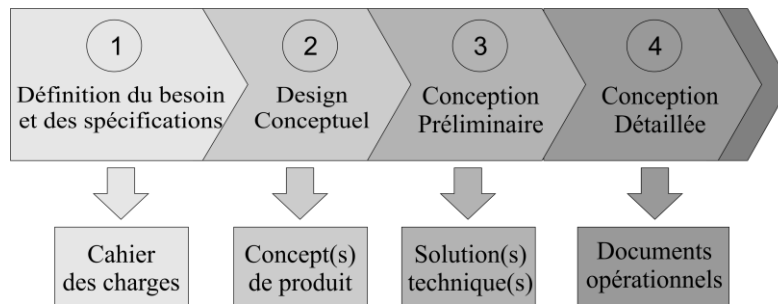 1
Définition du besoin
et des spécifications
2
Design
Conceptuel
3
Conception
Préliminaire
4
Conception
Détaillée
Cahier
des charges
Concept(s)
de produit
Solution(s)
technique(s)
Documents
opérationnels